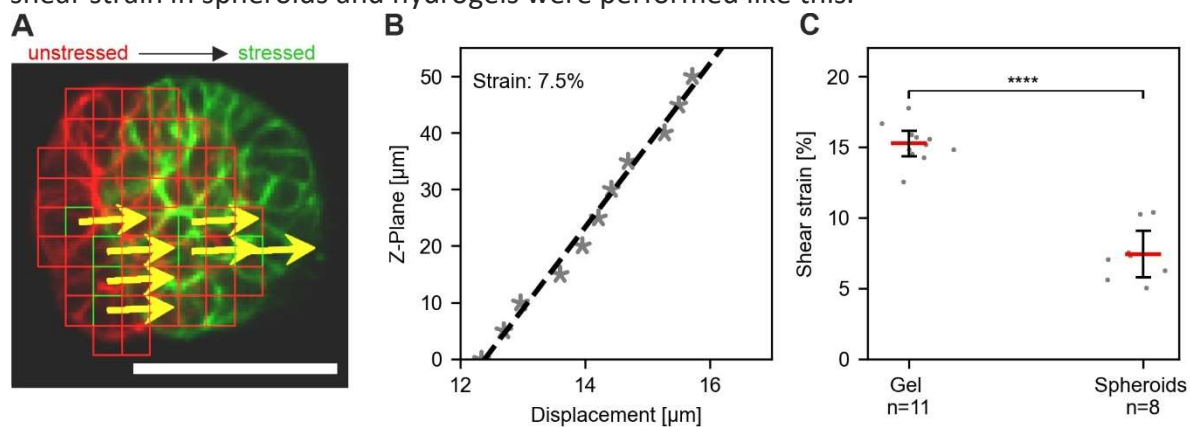 shear strain in spheroids and hydrogels were performed like this.
A
unstressed
stressed
B
50
40
30
20
10
0
Z-Plane [µm]
Strain: 7.5%
12
14
16
Displacement [µm]
C
20
15
10
5
0
Shear strain [%]
****
Gel
n=11
Spheroids
n=8